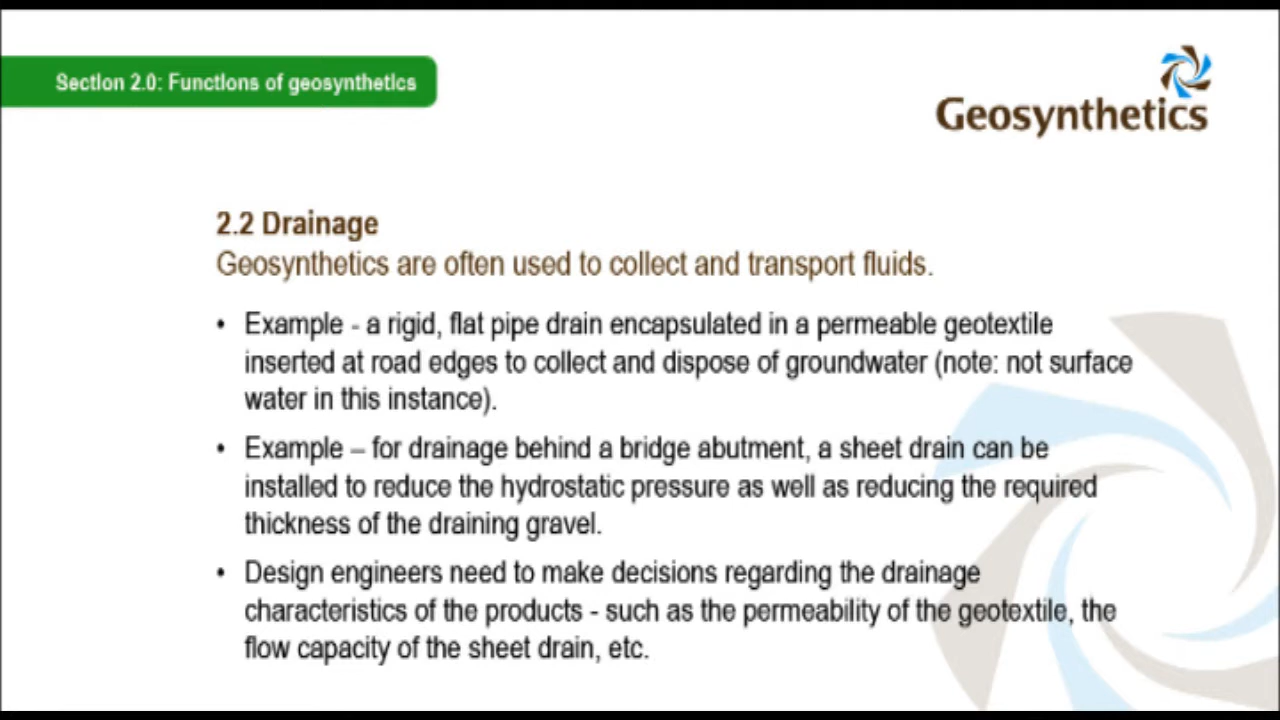 Section 2.0: Functions of geosynthetics
Geosynthetics
2.2 Drainage
Geosynthetics are often used to collect and transport fluids.
• Example - a rigid, flat pipe drain encapsulated in a permeable geotextile
inserted at road edges to collect and dispose of groundwater (note: not surface
water in this instance).
• Example – for drainage behind a bridge abutment, a sheet drain can be
installed to reduce the hydrostatic pressure as well as reducing the required
thickness of the draining gravel.
• Design engineers need to make decisions regarding the drainage
characteristics of the products - such as the permeability of the geotextile, the
flow capacity of the sheet drain, etc.